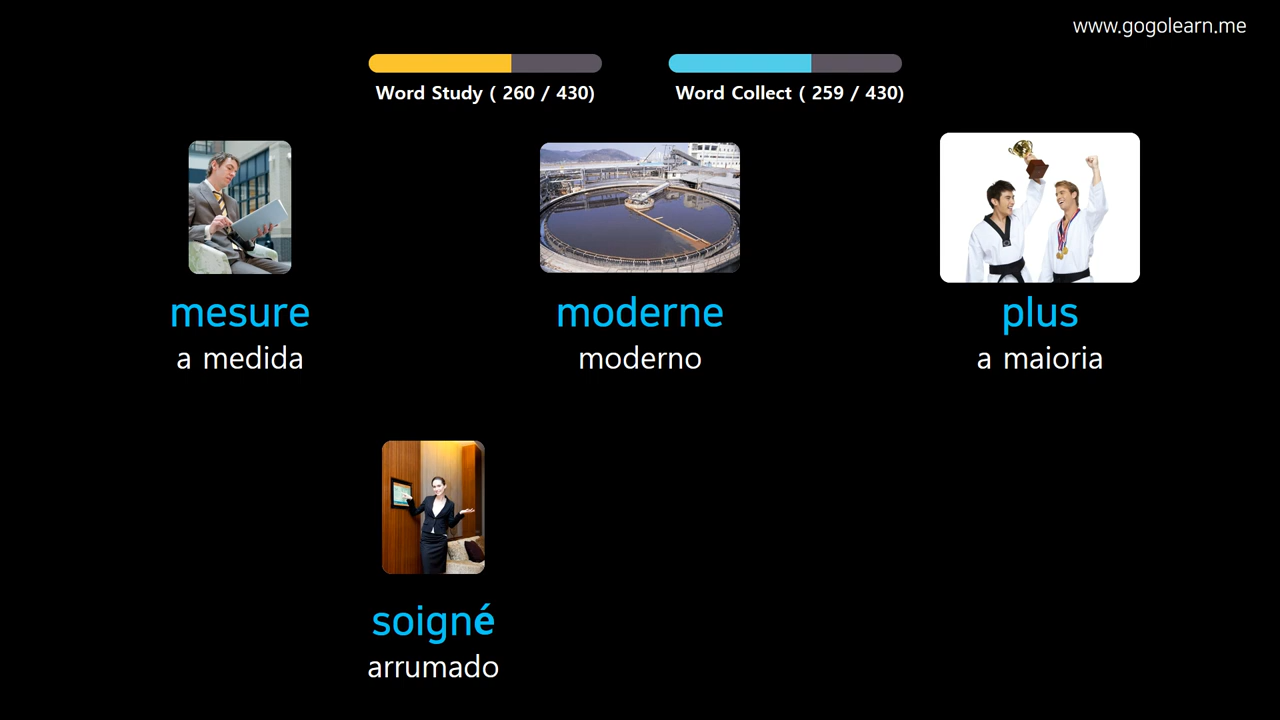 www.gogolearn.me
Word Study ( 260 / 430)
Word Collect ( 259 / 430)
mesure
a medida
moderne
moderno
plus
a maioria
soigné
arrumado